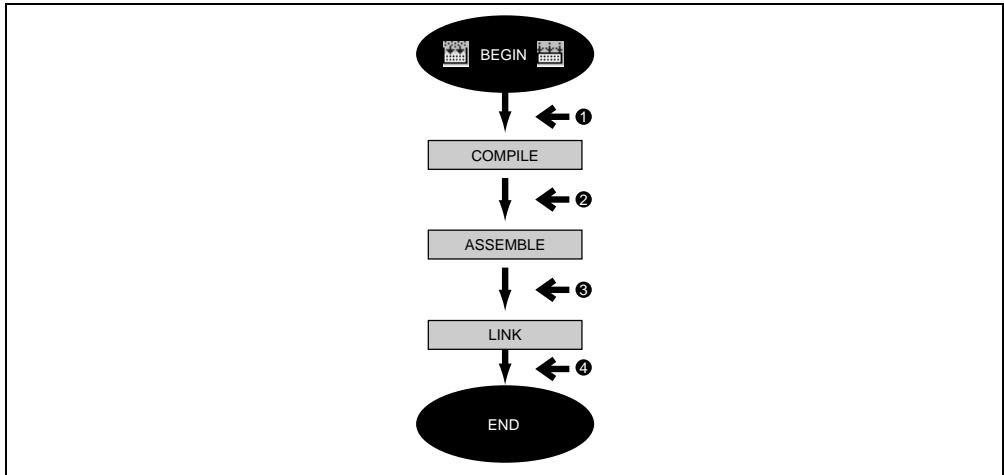 BEGIN
❶
COMPILE
❷
ASSEMBLE
❸
LINK
❹
END